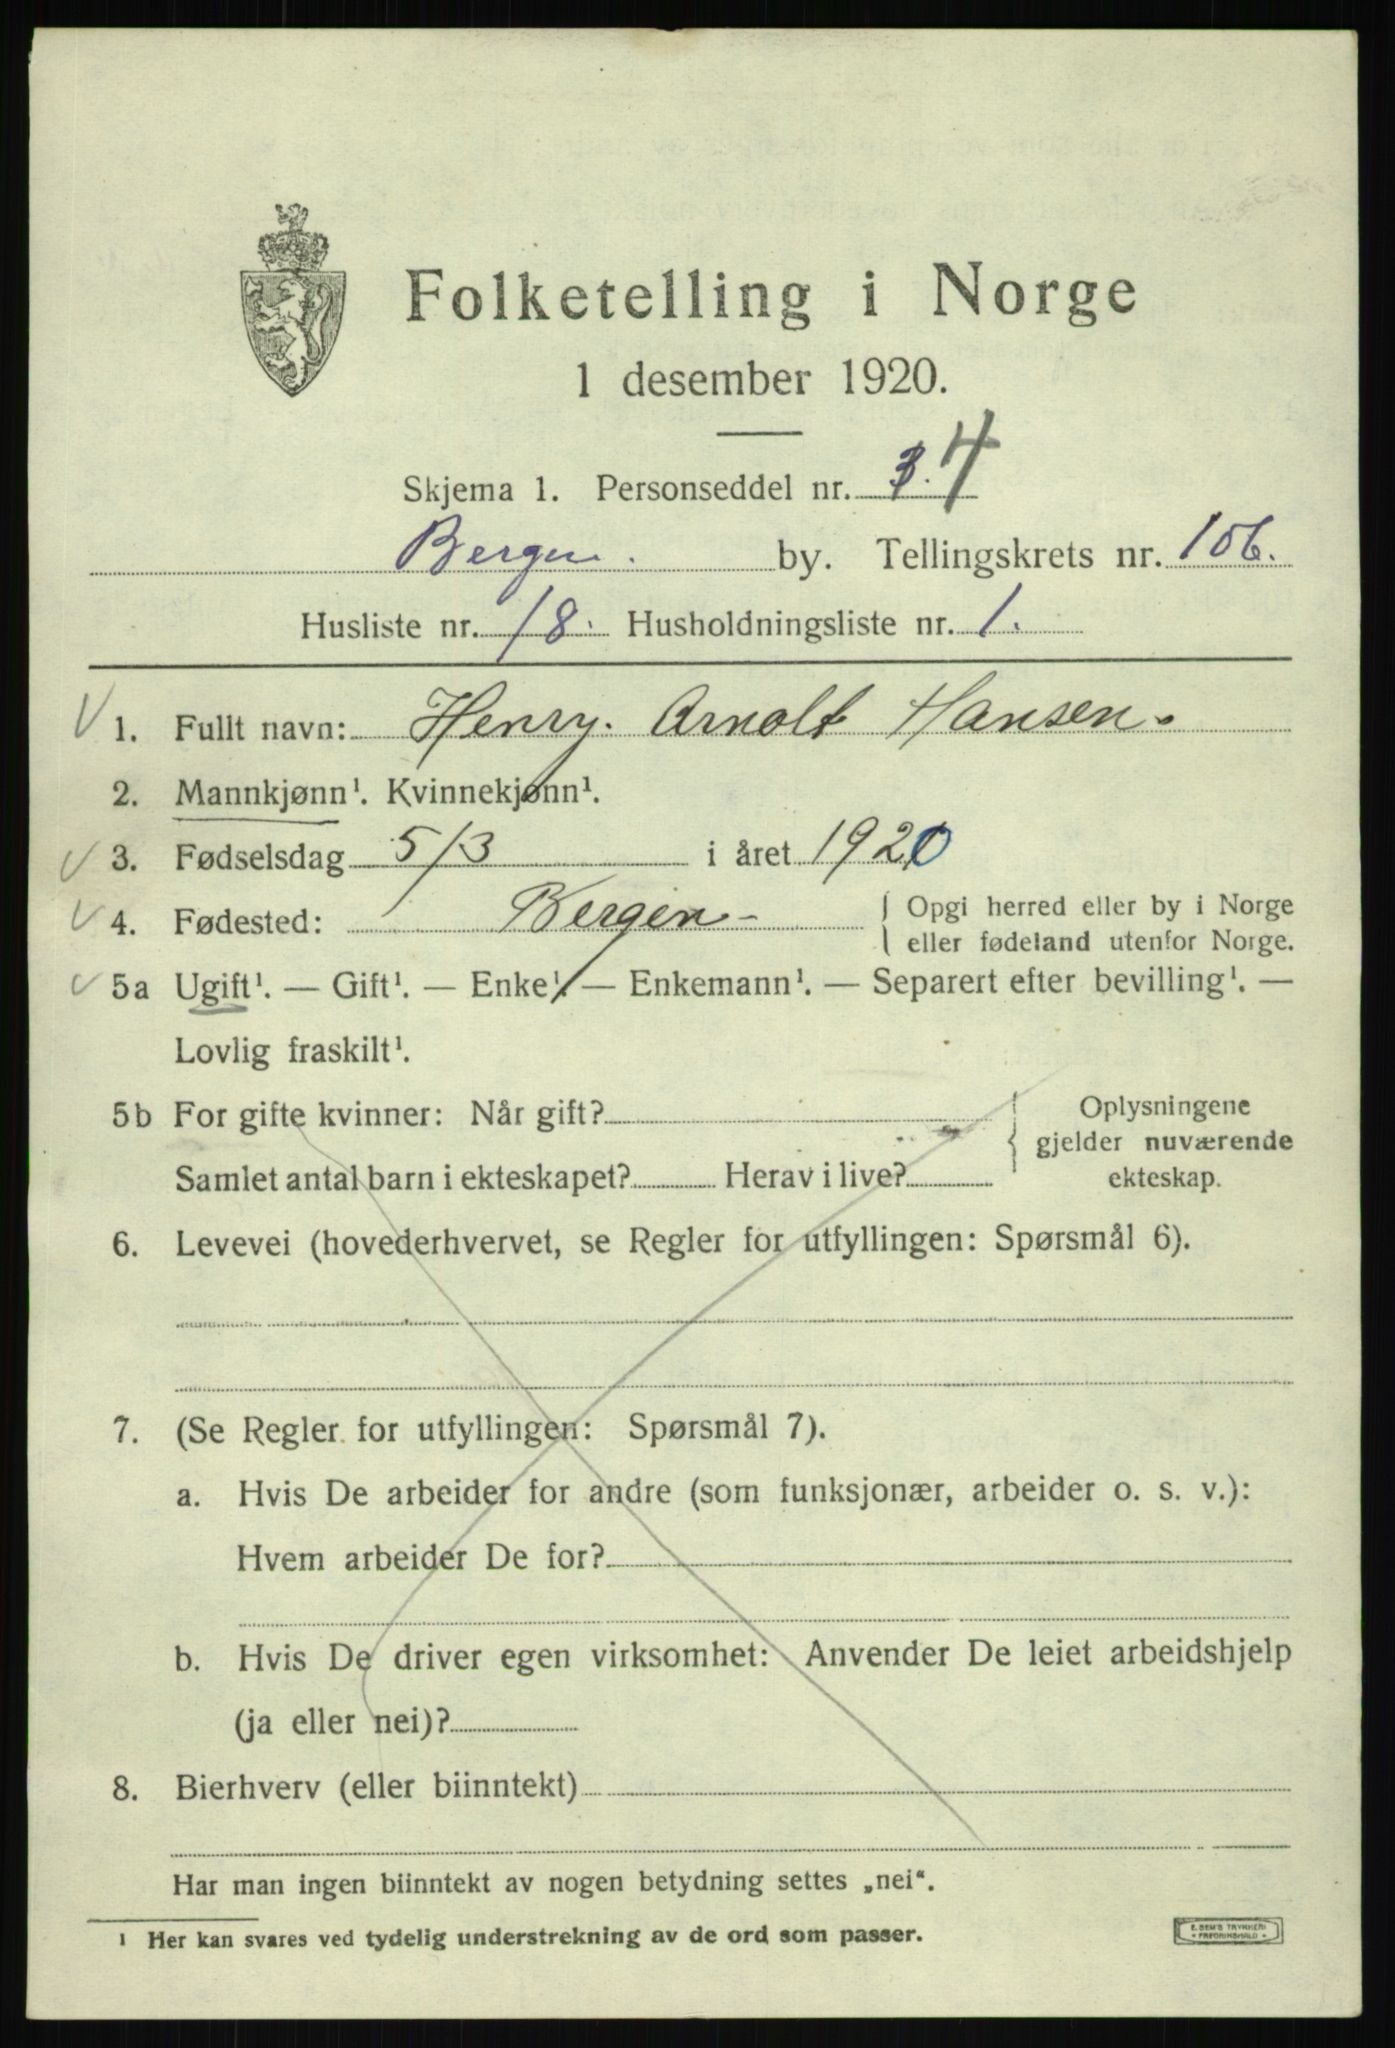 Folketelling i Norge
1 desember 1920.
Skjema 1. Personseddel nr. 3. 4
Bergen. by. Tellingskrets nr. 106.
Husliste nr. 18. Husholdningsliste nr. 1.
1. Fullt navn: Henry. Arnolt Hansen.
2. Mannkjønn¹. Kvinnekjønn¹.
3. Fødselsdag 5/3 i året 1920
4. Fødested: Bergen - { Opgi herred eller by i Norge
eller fødeland utenfor Norge.
5a Ugift¹. — Gift¹. — Enke¹. — Enkemann¹. — Separert efter bevilling¹. —
Lovlig fraskilt¹.
5b For gifte kvinner: Når gift?
Samlet antal barn i ekteskapet? Herav i live?
{ Oplysningene
gjelder nuværende
ekteskap.
6. Levevei (hovederhvervet, se Regler for utfyllingen: Spørsmål 6).
7. (Se Regler for utfyllingen: Spørsmål 7).
a. Hvis De arbeider for andre (som funksjonær, arbeider o. s. v.):
Hvem arbeider De for?
b. Hvis De driver egen virksomhet: Anvender De leiet arbeidshjelp
(ja eller nei)?
8. Bierhverv (eller biinntekt)
Har man ingen biinntekt av nogen betydning settes „nei“.
¹ Her kan svares ved tydelig understrekning av de ord som passer.
E. SEM'S TRYKKERI
• FREDRIKSHALD •